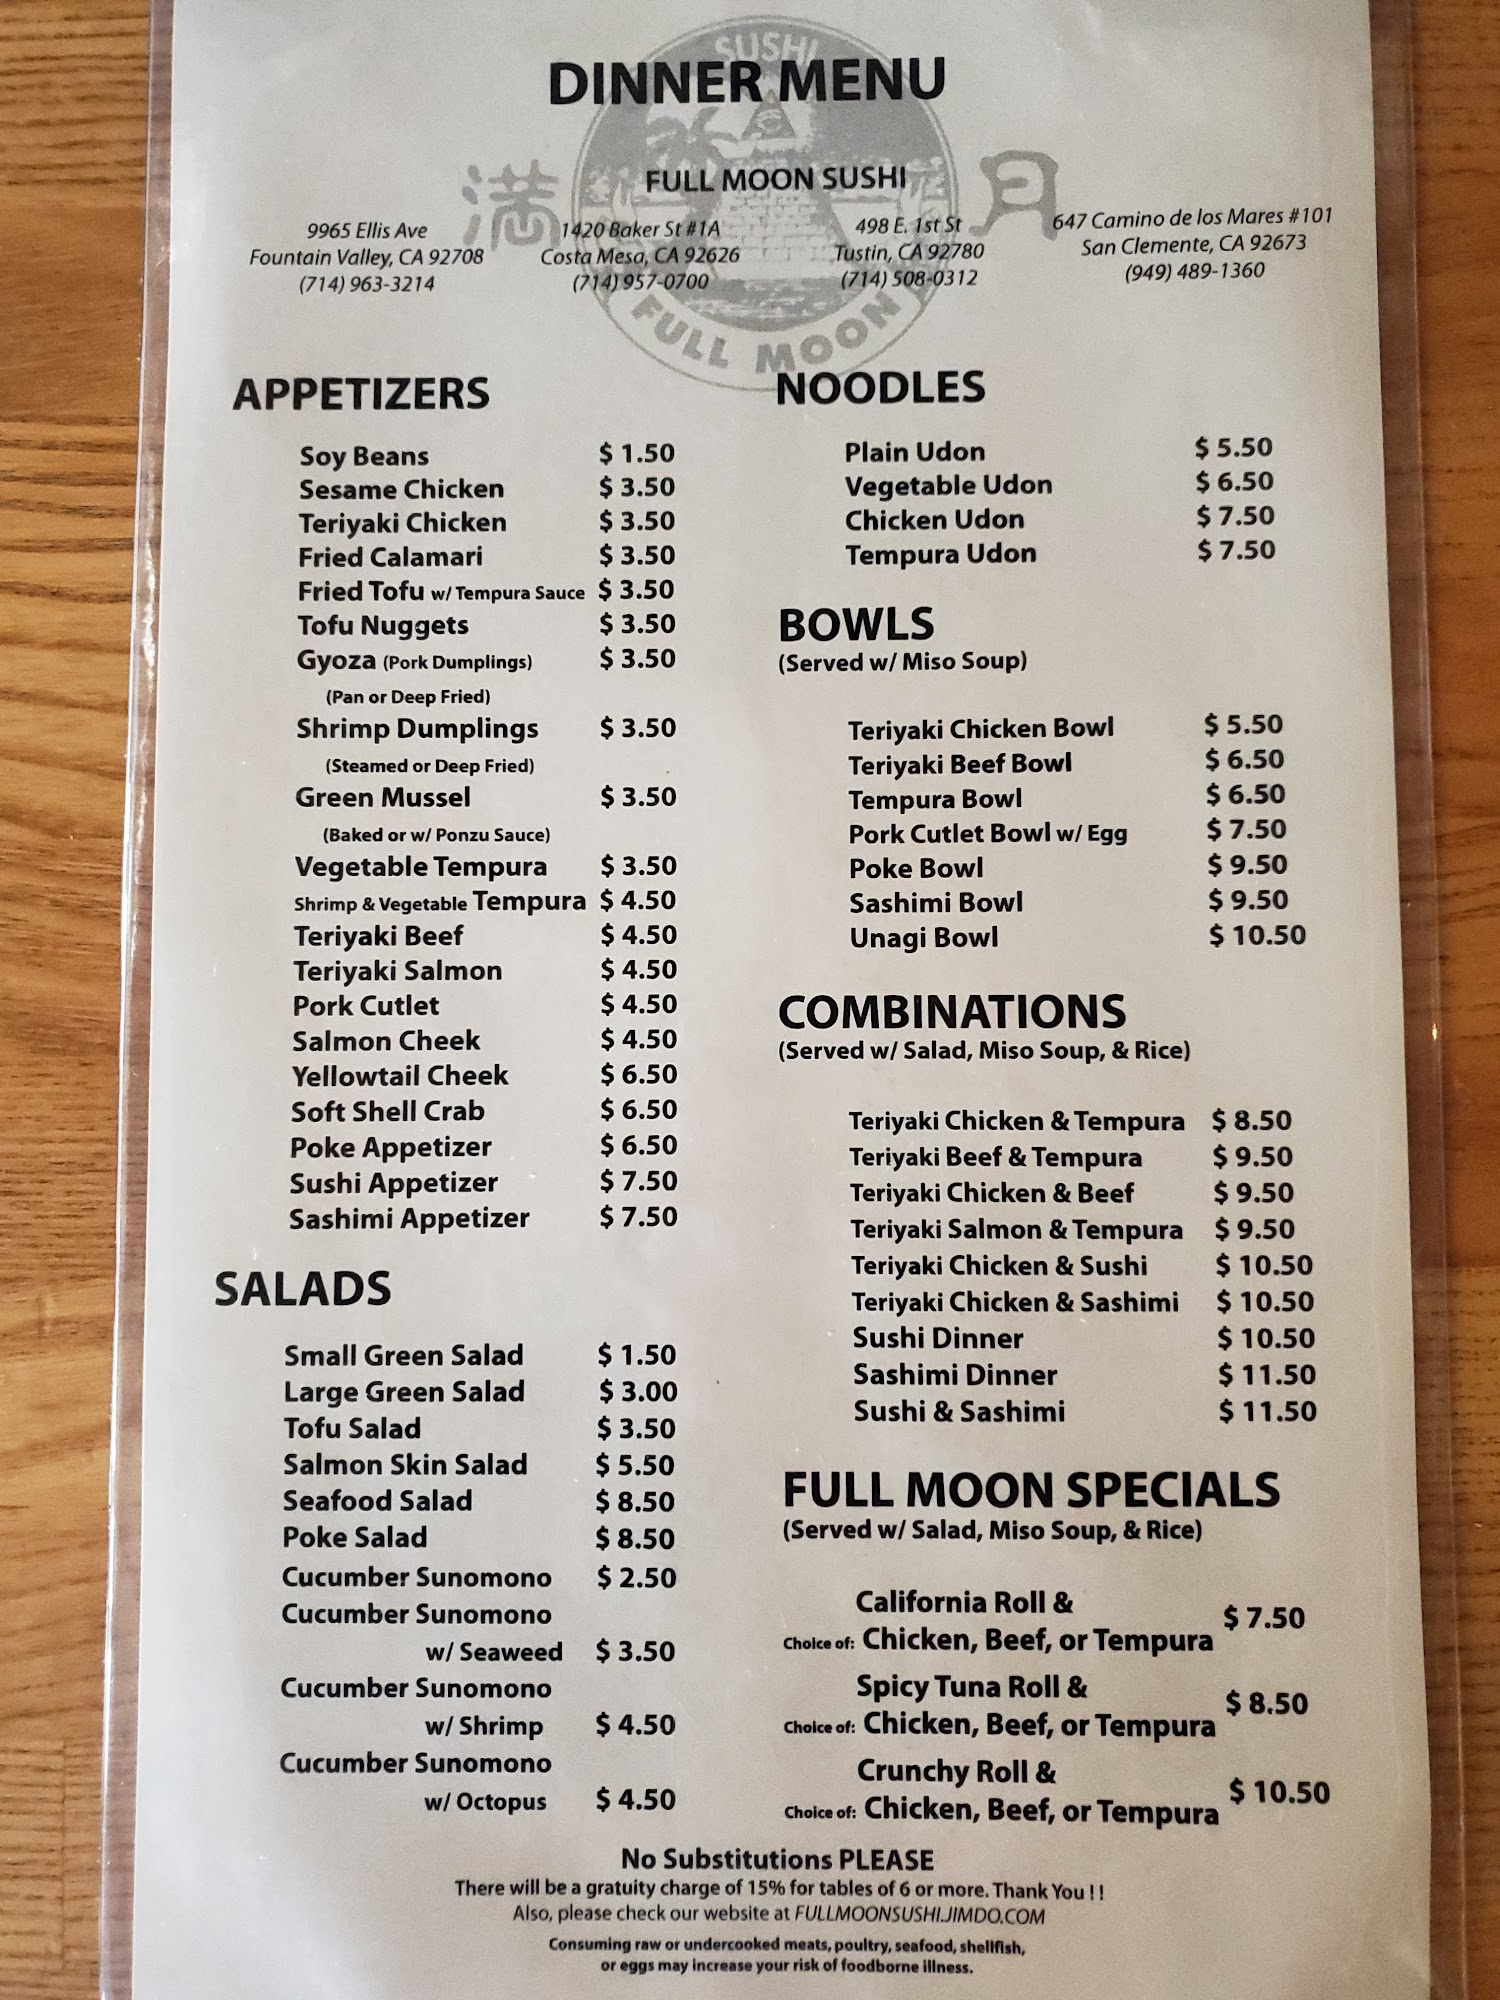 SUSHI
DINNER MENU
満 月
FULL MOON SUSHI
9965 Ellis Ave
Fountain Valley, CA 92708
(714) 963-3214
1420 Baker St #1A
Costa Mesa, CA 92626
(714) 957-0700
498 E. 1st St
Tustin, CA 92780
(714) 508-0312
647 Camino de los Mares #101
San Clemente, CA 92673
(949) 489-1360
FULL MOON
APPETIZERS
Soy Beans $ 1.50
Sesame Chicken $ 3.50
Teriyaki Chicken $ 3.50
Fried Calamari $ 3.50
Fried Tofu w/ Tempura Sauce $ 3.50
Tofu Nuggets $ 3.50
Gyoza (Pork Dumplings) $ 3.50
(Pan or Deep Fried)
Shrimp Dumplings $ 3.50
(Steamed or Deep Fried)
Green Mussel $ 3.50
(Baked or w/ Ponzu Sauce)
Vegetable Tempura $ 3.50
Shrimp & Vegetable Tempura $ 4.50
Teriyaki Beef $ 4.50
Teriyaki Salmon $ 4.50
Pork Cutlet $ 4.50
Salmon Cheek $ 4.50
Yellowtail Cheek $ 6.50
Soft Shell Crab $ 6.50
Poke Appetizer $ 6.50
Sushi Appetizer $ 7.50
Sashimi Appetizer $ 7.50
SALADS
Small Green Salad $ 1.50
Large Green Salad $ 3.00
Tofu Salad $ 3.50
Salmon Skin Salad $ 5.50
Seafood Salad $ 8.50
Poke Salad $ 8.50
Cucumber Sunomono $ 2.50
Cucumber Sunomono
w/ Seaweed $ 3.50
Cucumber Sunomono
w/ Shrimp $ 4.50
Cucumber Sunomono
w/ Octopus $ 4.50
NOODLES
Plain Udon $ 5.50
Vegetable Udon $ 6.50
Chicken Udon $ 7.50
Tempura Udon $ 7.50
BOWLS
(Served w/ Miso Soup)
Teriyaki Chicken Bowl $ 5.50
Teriyaki Beef Bowl $ 6.50
Tempura Bowl $ 6.50
Pork Cutlet Bowl w/ Egg $ 7.50
Poke Bowl $ 9.50
Sashimi Bowl $ 9.50
Unagi Bowl $ 10.50
COMBINATIONS
(Served w/ Salad, Miso Soup, & Rice)
Teriyaki Chicken & Tempura $ 8.50
Teriyaki Beef & Tempura $ 9.50
Teriyaki Chicken & Beef $ 9.50
Teriyaki Salmon & Tempura $ 9.50
Teriyaki Chicken & Sushi $ 10.50
Teriyaki Chicken & Sashimi $ 10.50
Sushi Dinner $ 10.50
Sashimi Dinner $ 11.50
Sushi & Sashimi $ 11.50
FULL MOON SPECIALS
(Served w/ Salad, Miso Soup, & Rice)
California Roll &
Choice of: Chicken, Beef, or Tempura $ 7.50
Spicy Tuna Roll &
Choice of: Chicken, Beef, or Tempura $ 8.50
Crunchy Roll &
Choice of: Chicken, Beef, or Tempura $ 10.50
No Substitutions PLEASE
There will be a gratuity charge of 15% for tables of 6 or more. Thank You ! !
Also, please check our website at FULLMOONSUSHI.JIMDO.COM
Consuming raw or undercooked meats, poultry, seafood, shellfish,
or eggs may increase your risk of foodborne illness.